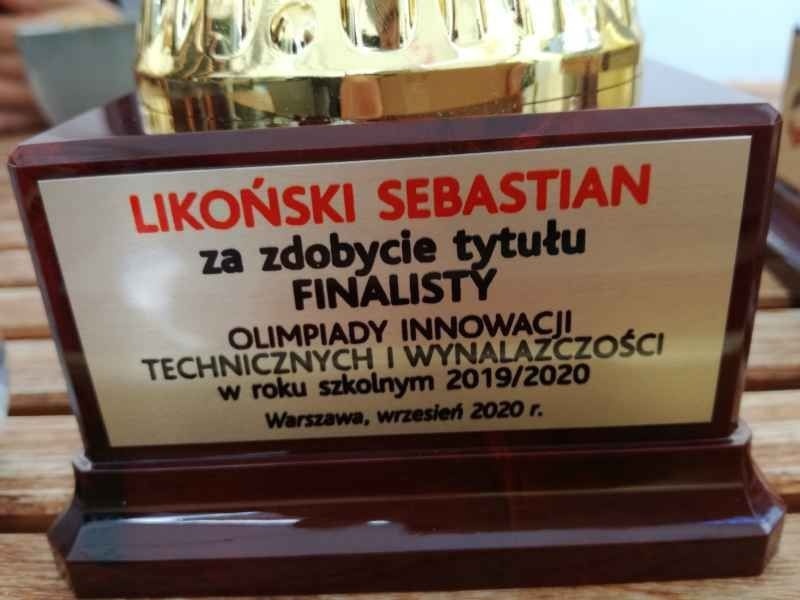 LIKOŃSKI SEBASTIAN
za zdobycie tytułu
FINALISTY
OLIMPIADY INNOWACJI
TECHNICZNYCH I WYNALAZCZOŚCI
w roku szkolnym 2019/2020
Warszawa, wrzesień 2020 r.